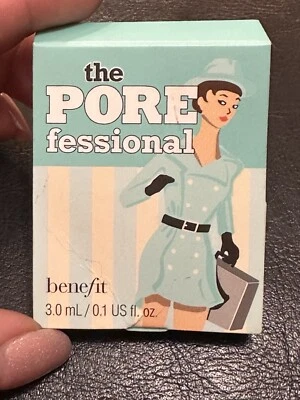 the
PORE
fessional
benefit
3.0 mL / 0.1 US fl. oz.